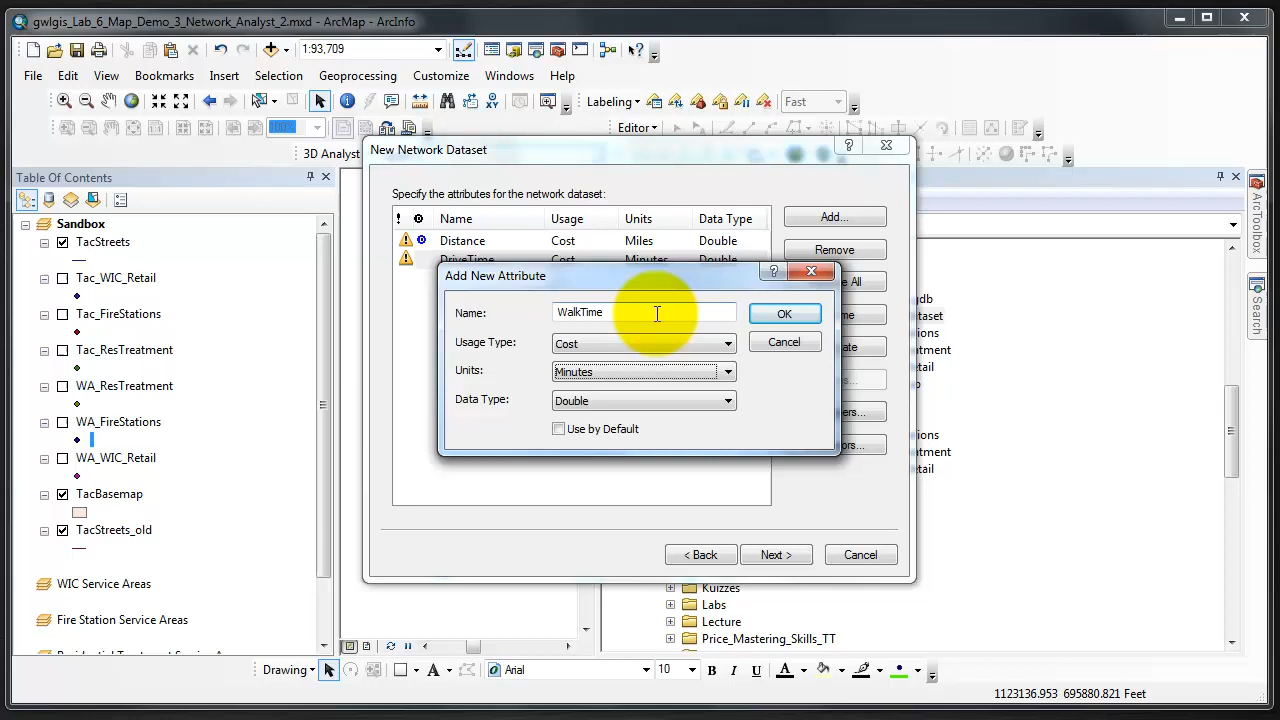 gwlgis_Lab_6_Map_Demo_3_Network_Analyst_2.mxd - ArcMap - ArcInfo
1:93,709
File Edit View Bookmarks Insert Selection Geoprocessing Customize Windows Help
Labeling Fast
100% Editor
3D Analyst
New Network Dataset
Table Of Contents
Specify the attributes for the network dataset:
! Name Usage Units Data Type
Add...
Distance Cost Miles Double
Remove
DriveTime Cost Minutes Double
Add New Attribute
Name: WalkTime
OK
Usage Type: Cost
Cancel
Units: Minutes
Data Type: Double
Use by Default
< Back Next > Cancel
Sandbox
TacStreets
Tac_WIC_Retail
Tac_FireStations
Tac_ResTreatment
WA_ResTreatment
WA_FireStations
WA_WIC_Retail
TacBasemap
TacStreets_old
WIC Service Areas
Fire Station Service Areas
ArcToolbox
Search
Kuizzes
Labs
Lecture
Price_Mastering_Skills_TT
Drawing Arial 10 B I U A
1123136.953 695880.821 Feet